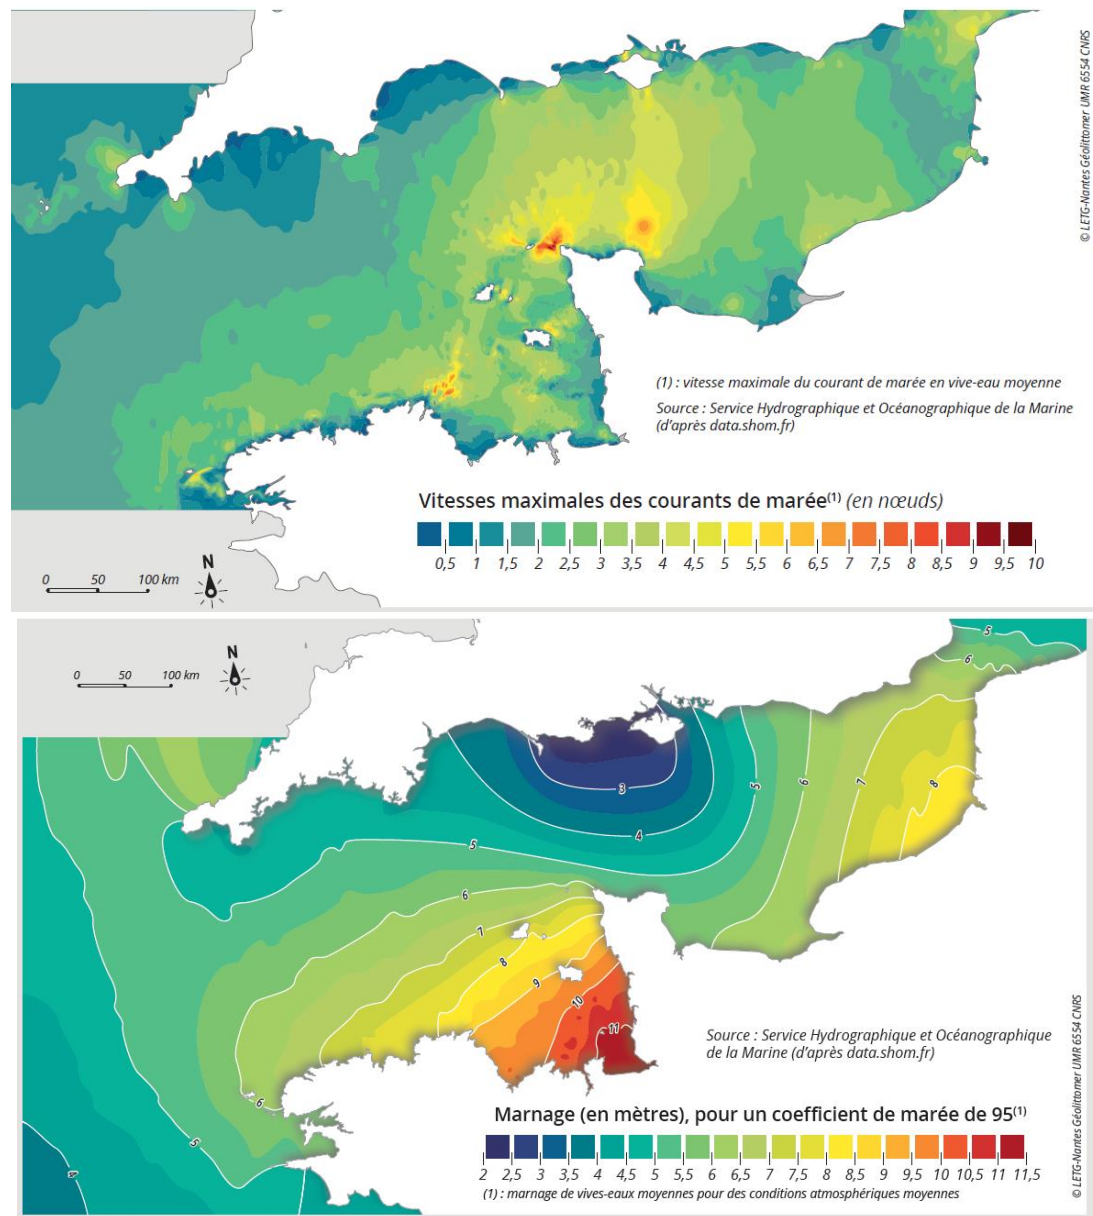 © LETG-Nantes Géolittomer UMR 6554 CNRS
(1) : vitesse maximale du courant de marée en vive-eau moyenne
Source : Service Hydrographique et Océanographique de la Marine
(d'après data.shom.fr)
Vitesses maximales des courants de marée(1) (en nœuds)
0,5 1 1,5 2 2,5 3 3,5 4 4,5 5 5,5 6 6,5 7 7,5 8 8,5 9 9,5 10
N
0 50 100 km
N
0 50 100 km
5
6
3
4
5
6
7
8
5
6
7
8
9
10
11
6
5
4
Source : Service Hydrographique et Océanographique
de la Marine (d'après data.shom.fr)
Marnage (en mètres), pour un coefficient de marée de 95(1)
2 2,5 3 3,5 4 4,5 5 5,5 6 6,5 7 7,5 8 8,5 9 9,5 10 10,5 11 11,5
(1) : marnage de vives-eaux moyennes pour des conditions atmosphériques moyennes
© LETG-Nantes Géolittomer UMR 6554 CNRS